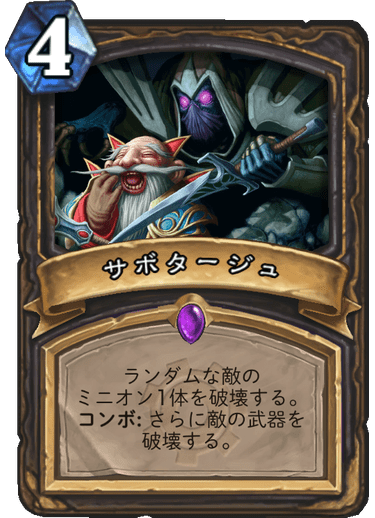 4
サボタージュ
ランダムな敵の
ミニオン1体を破壊する。
コンボ: さらに敵の武器を
破壊する。